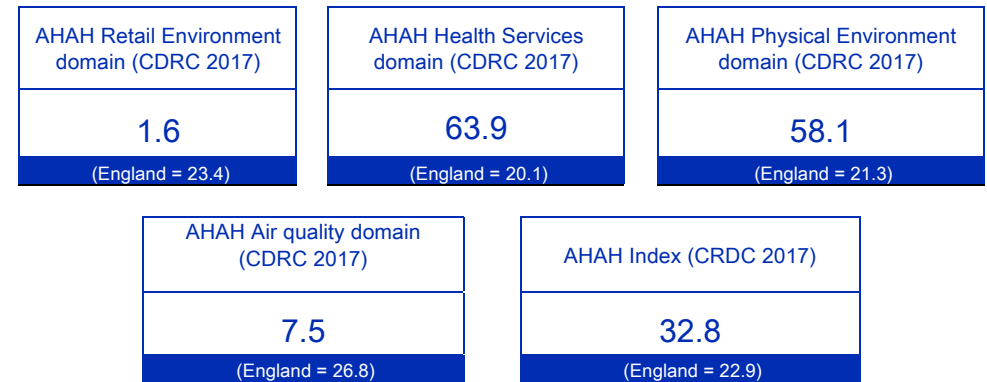 AHAH Retail Environment
domain (CDRC 2017)
1.6
(England = 23.4)
AHAH Health Services
domain (CDRC 2017)
63.9
(England = 20.1)
AHAH Physical Environment
domain (CDRC 2017)
58.1
(England = 21.3)
AHAH Air quality domain
(CDRC 2017)
7.5
(England = 26.8)
AHAH Index (CRDC 2017)
32.8
(England = 22.9)